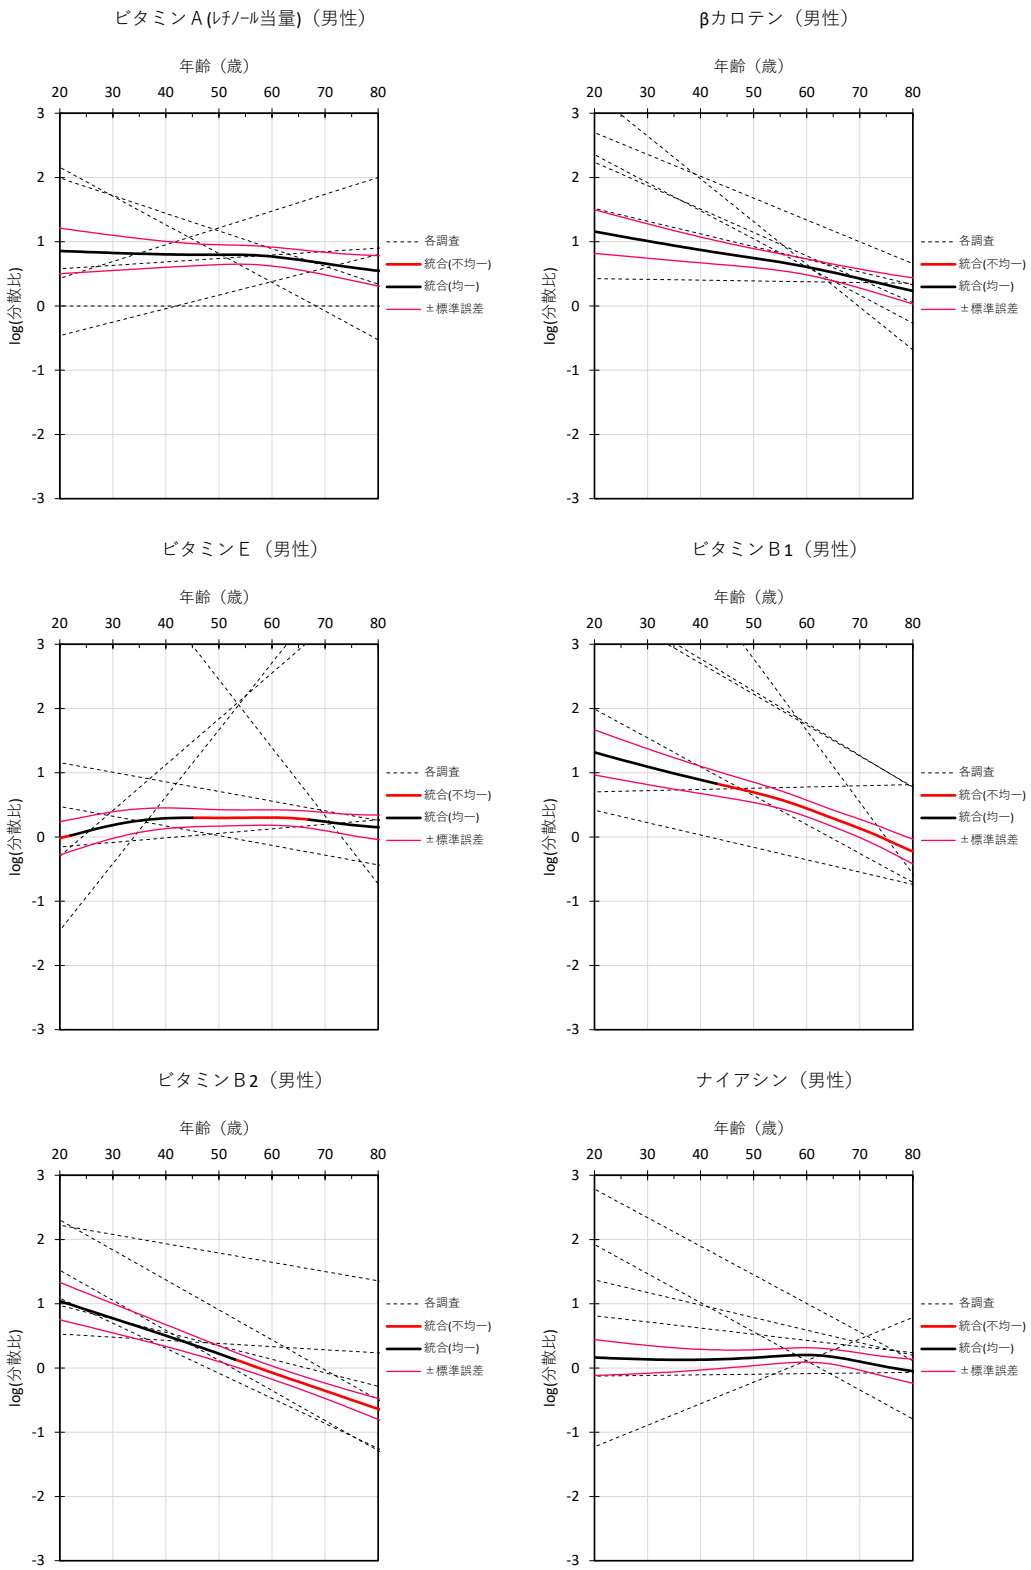 ビタミンA(ﾚﾁﾉｰﾙ当量)（男性）
年齢（歳）
20 30 40 50 60 70 80
3
2
1
0
-1
-2
-3
log(分散比)
各調査
統合(不均一)
統合(均一)
±標準誤差
βカロテン（男性）
年齢（歳）
20 30 40 50 60 70 80
3
2
1
0
-1
-2
-3
log(分散比)
各調査
統合(不均一)
統合(均一)
±標準誤差
ビタミンE（男性）
年齢（歳）
20 30 40 50 60 70 80
3
2
1
0
-1
-2
-3
log(分散比)
各調査
統合(不均一)
統合(均一)
±標準誤差
ビタミンB1（男性）
年齢（歳）
20 30 40 50 60 70 80
3
2
1
0
-1
-2
-3
log(分散比)
各調査
統合(不均一)
統合(均一)
±標準誤差
ビタミンB2（男性）
年齢（歳）
20 30 40 50 60 70 80
3
2
1
0
-1
-2
-3
log(分散比)
各調査
統合(不均一)
統合(均一)
±標準誤差
ナイアシン（男性）
年齢（歳）
20 30 40 50 60 70 80
3
2
1
0
-1
-2
-3
log(分散比)
各調査
統合(不均一)
統合(均一)
±標準誤差